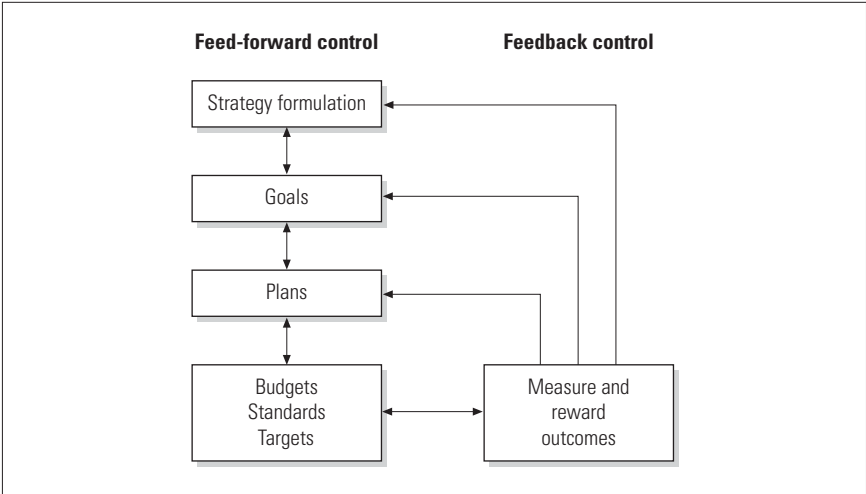 Feed-forward control
Feedback control
Strategy formulation
Goals
Plans
Budgets
Standards
Targets
Measure and
reward
outcomes